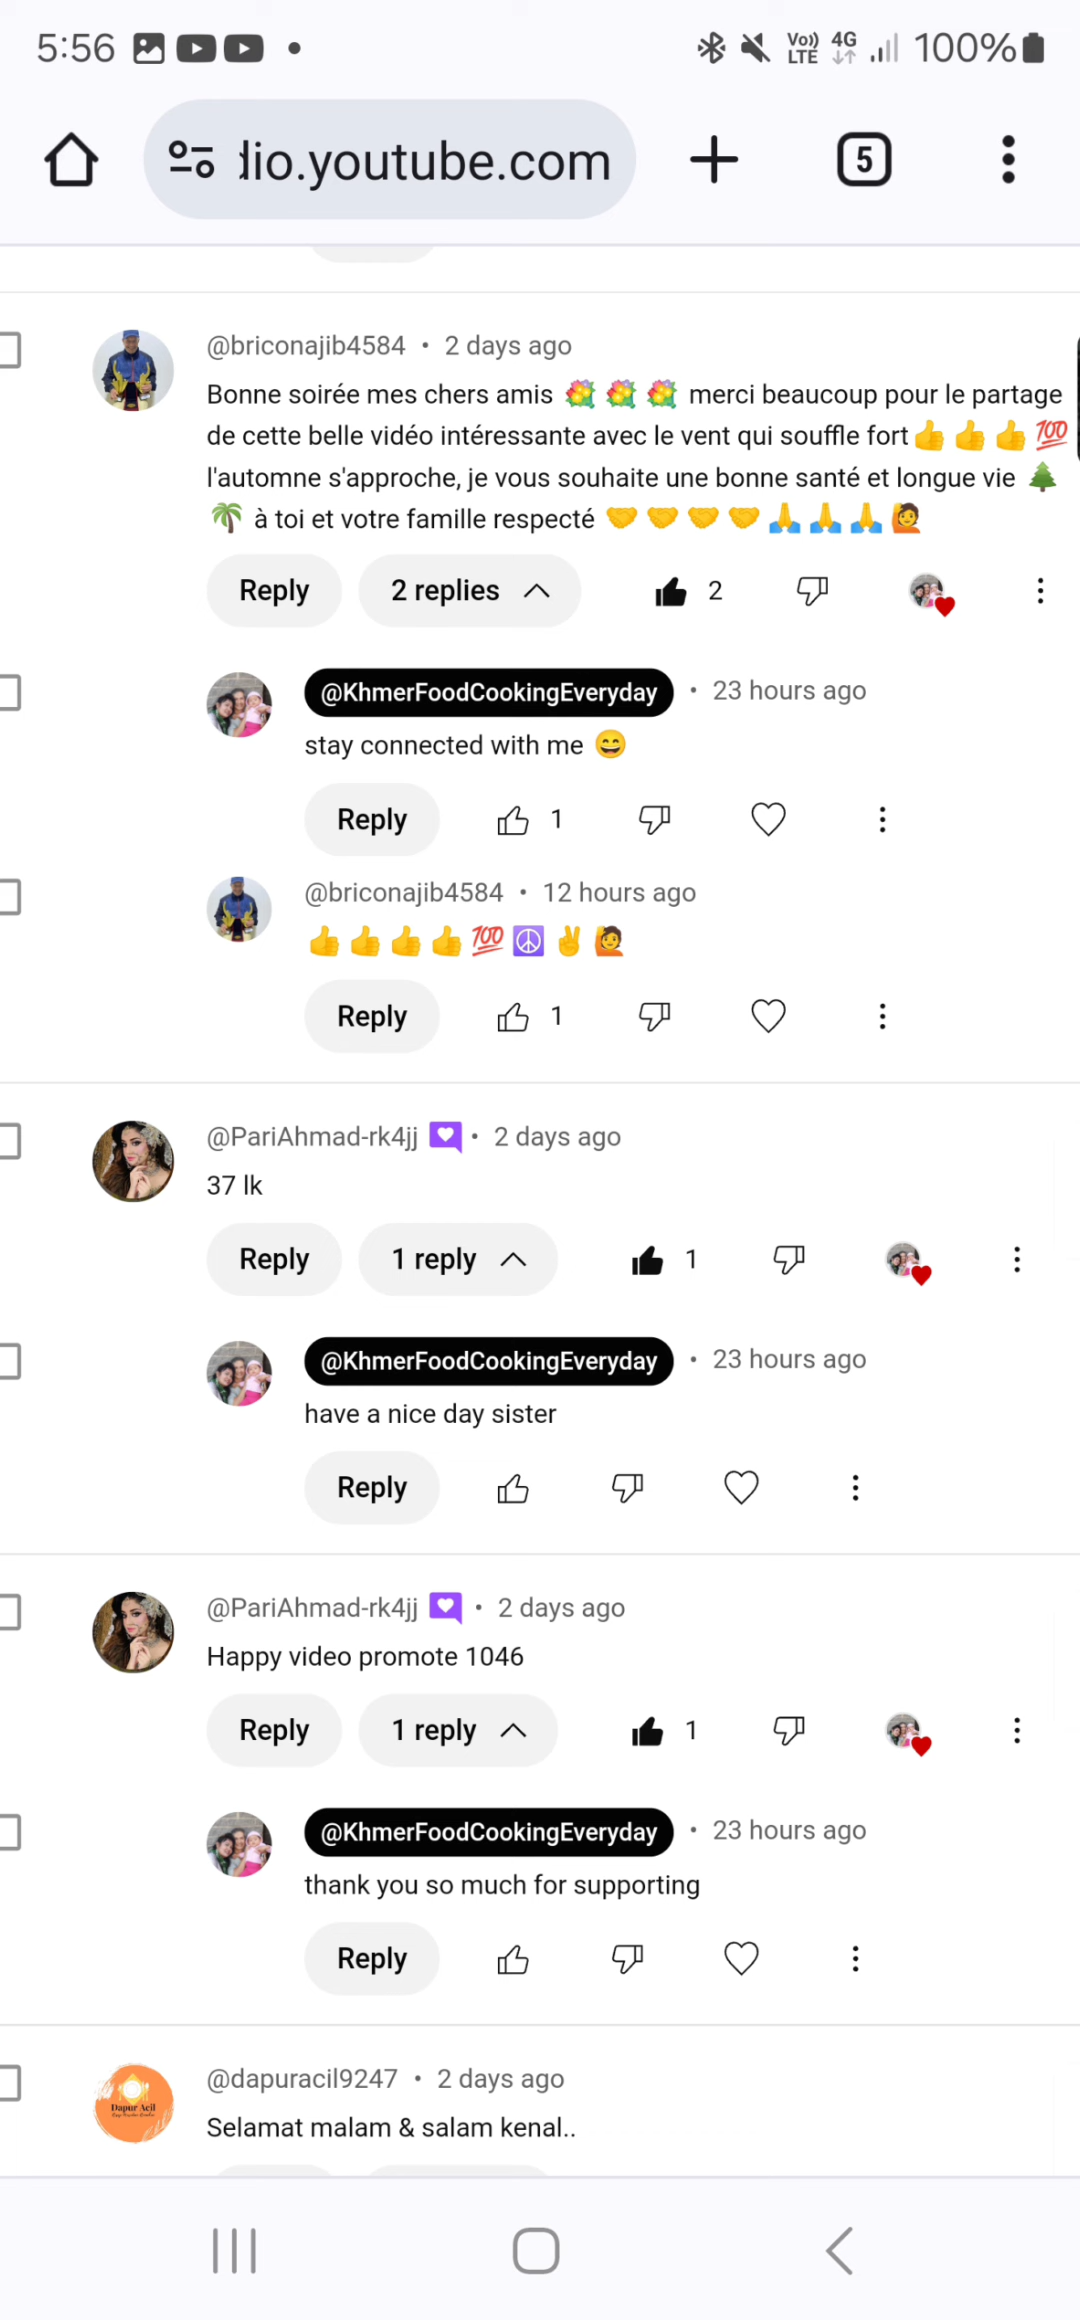 5:56
Vo)) LTE 4G 100%
dio.youtube.com
5
@briconajib4584 • 2 days ago
Bonne soirée mes chers amis 💐 💐 💐 merci beaucoup pour le partage
de cette belle vidéo intéressante avec le vent qui souffle fort 👍 👍 👍 💯
l'automne s'approche, je vous souhaite une bonne santé et longue vie 🌲
🌴 à toi et votre famille respecté 🤝 🤝 🤝 🤝 🙏 🙏 🙏 🙋
Reply 2 replies 2
@KhmerFoodCookingEveryday • 23 hours ago
stay connected with me 😄
Reply 1
@briconajib4584 • 12 hours ago
👍 👍 👍 👍 💯 ☮️ ✌️ 🙋
Reply 1
@PariAhmad-rk4jj • 2 days ago
37 lk
Reply 1 reply 1
@KhmerFoodCookingEveryday • 23 hours ago
have a nice day sister
Reply
@PariAhmad-rk4jj • 2 days ago
Happy video promote 1046
Reply 1 reply 1
@KhmerFoodCookingEveryday • 23 hours ago
thank you so much for supporting
Reply
Dapur Acil
@dapuracil9247 • 2 days ago
Selamat malam & salam kenal..